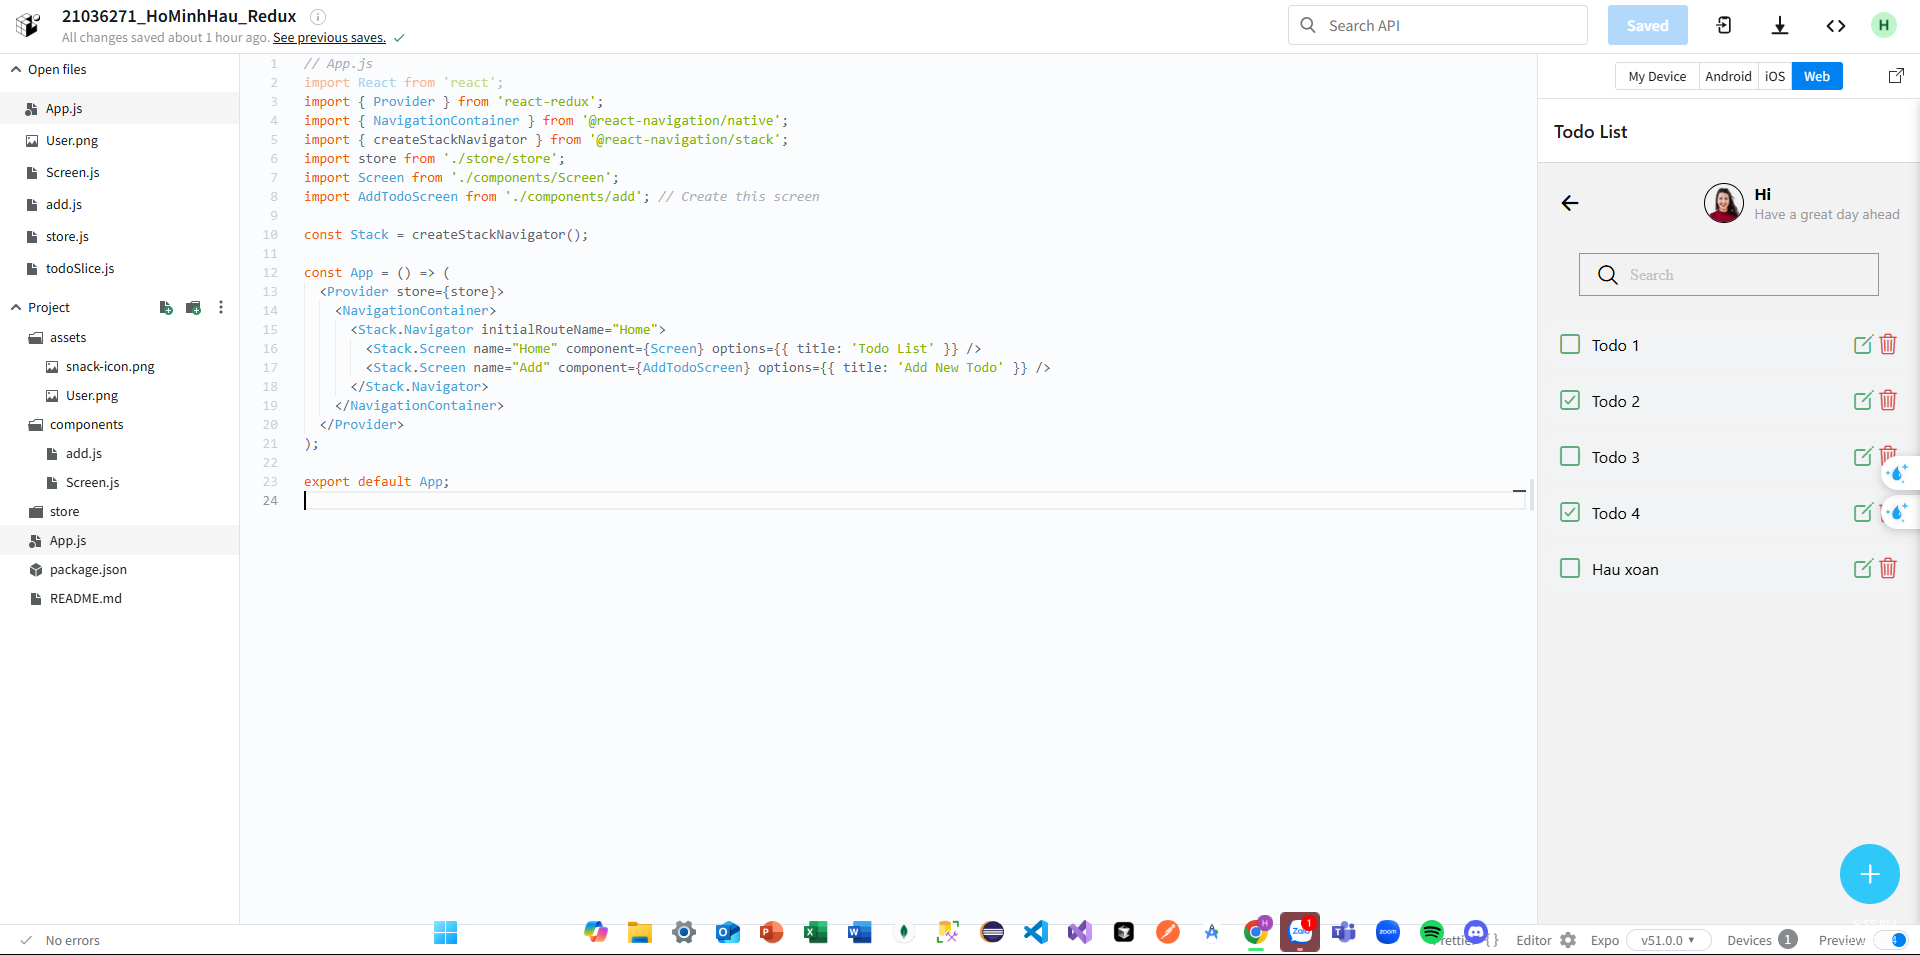 21036271_HoMinhHau_Redux
All changes saved about 1 hour ago. See previous saves.
Search API
Saved
H
Open files
App.js
User.png
Screen.js
add.js
store.js
todoSlice.js
Project
assets
snack-icon.png
User.png
components
add.js
Screen.js
store
App.js
package.json
README.md
1 // App.js
2 import React from 'react';
3 import { Provider } from 'react-redux';
4 import { NavigationContainer } from '@react-navigation/native';
5 import { createStackNavigator } from '@react-navigation/stack';
6 import store from './store/store';
7 import Screen from './components/Screen';
8 import AddTodoScreen from './components/add'; // Create this screen
9
10 const Stack = createStackNavigator();
11
12 const App = () => (
13 <Provider store={store}>
14 <NavigationContainer>
15 <Stack.Navigator initialRouteName="Home">
16 <Stack.Screen name="Home" component={Screen} options={{ title: 'Todo List' }} />
17 <Stack.Screen name="Add" component={AddTodoScreen} options={{ title: 'Add New Todo' }} />
18 </Stack.Navigator>
19 </NavigationContainer>
20 </Provider>
21 );
22
23 export default App;
24
My Device Android iOS Web
Todo List
Hi
Have a great day ahead
Search
Todo 1
Todo 2
Todo 3
Todo 4
Hau xoan
+
No errors
H
1
Zalo
zoom
{ } Editor Expo v51.0.0 Devices 1 Preview